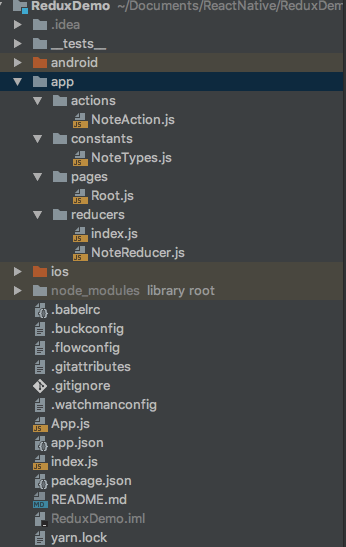 ReduxDemo ~/Documents/ReactNative/ReduxDem
.idea
__tests__
android
app
actions
NoteAction.js
constants
NoteTypes.js
pages
Root.js
reducers
index.js
NoteReducer.js
ios
node_modules library root
.babelrc
.buckconfig
.flowconfig
.gitattributes
.gitignore
.watchmanconfig
App.js
app.json
index.js
package.json
README.md
ReduxDemo.iml
yarn.lock